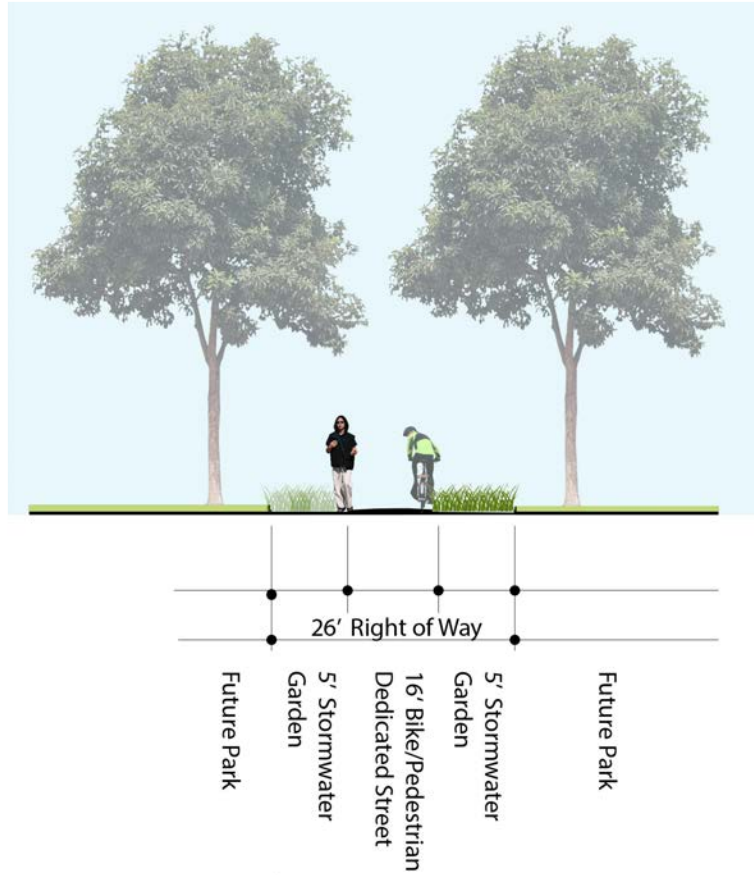 26’ Right of Way
Future Park
5’ Stormwater
Garden
16’ Bike/Pedestrian
Dedicated Street
5’ Stormwater
Garden
Future Park